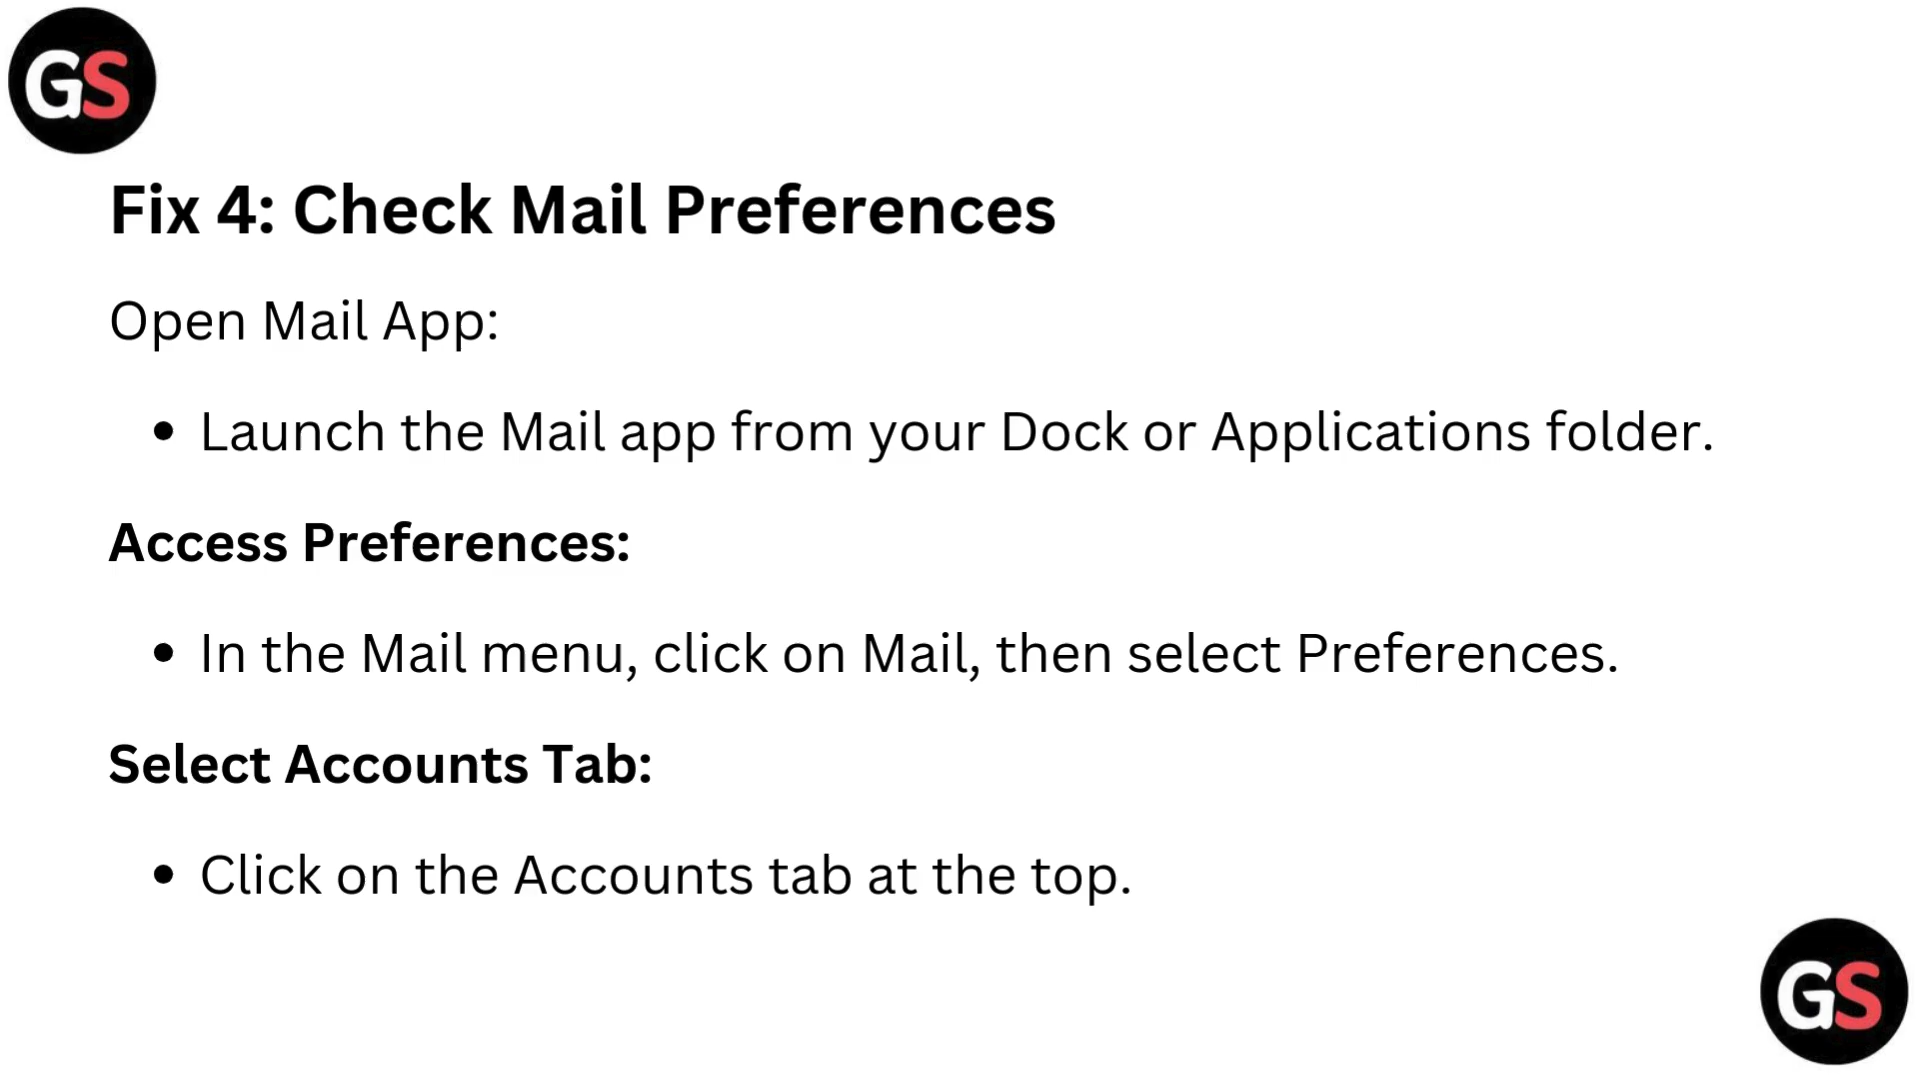 GS
Fix 4: Check Mail Preferences
Open Mail App:
• Launch the Mail app from your Dock or Applications folder.
Access Preferences:
• In the Mail menu, click on Mail, then select Preferences.
Select Accounts Tab:
• Click on the Accounts tab at the top.
GS